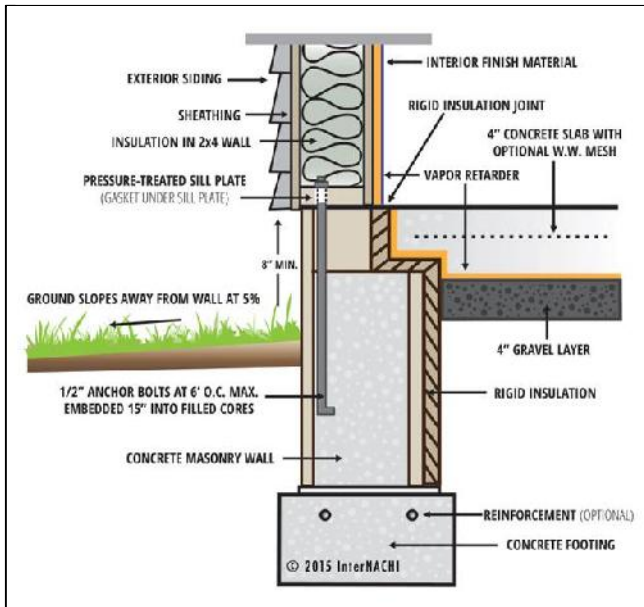 EXTERIOR SIDING
INTERIOR FINISH MATERIAL
SHEATHING
RIGID INSULATION JOINT
INSULATION IN 2x4 WALL
4" CONCRETE SLAB WITH
OPTIONAL W.W. MESH
PRESSURE-TREATED SILL PLATE
(GASKET UNDER SILL PLATE)
VAPOR RETARDER
8" MIN.
GROUND SLOPES AWAY FROM WALL AT 5%
4" GRAVEL LAYER
1/2" ANCHOR BOLTS AT 6' O.C. MAX.
EMBEDDED 15" INTO FILLED CORES
RIGID INSULATION
CONCRETE MASONRY WALL
REINFORCEMENT (OPTIONAL)
CONCRETE FOOTING
© 2015 InterNACHI